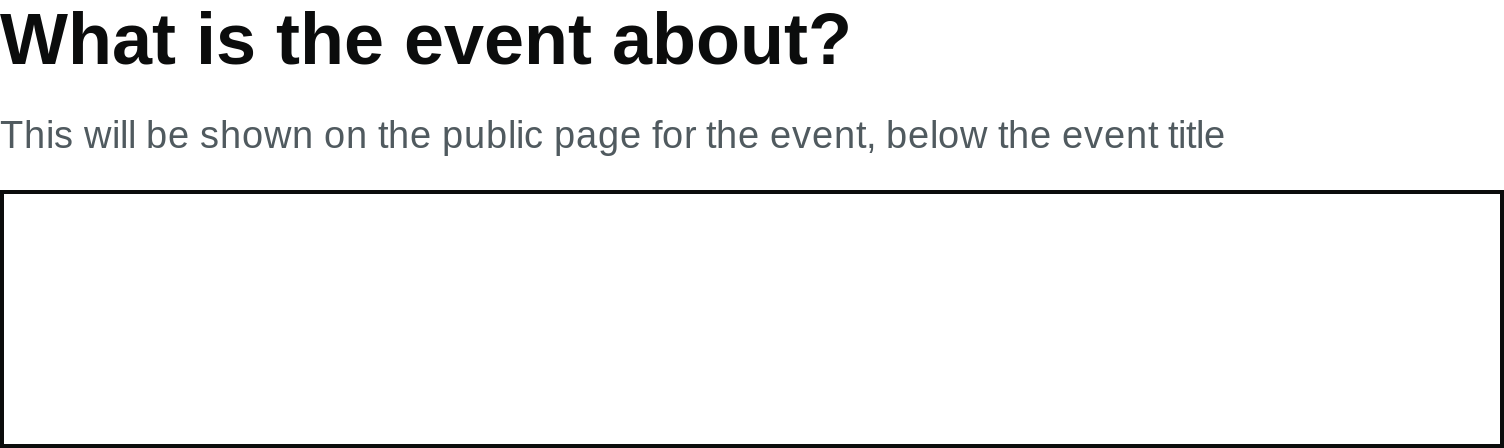 What is the event about?
This will be shown on the public page for the event, below the event title